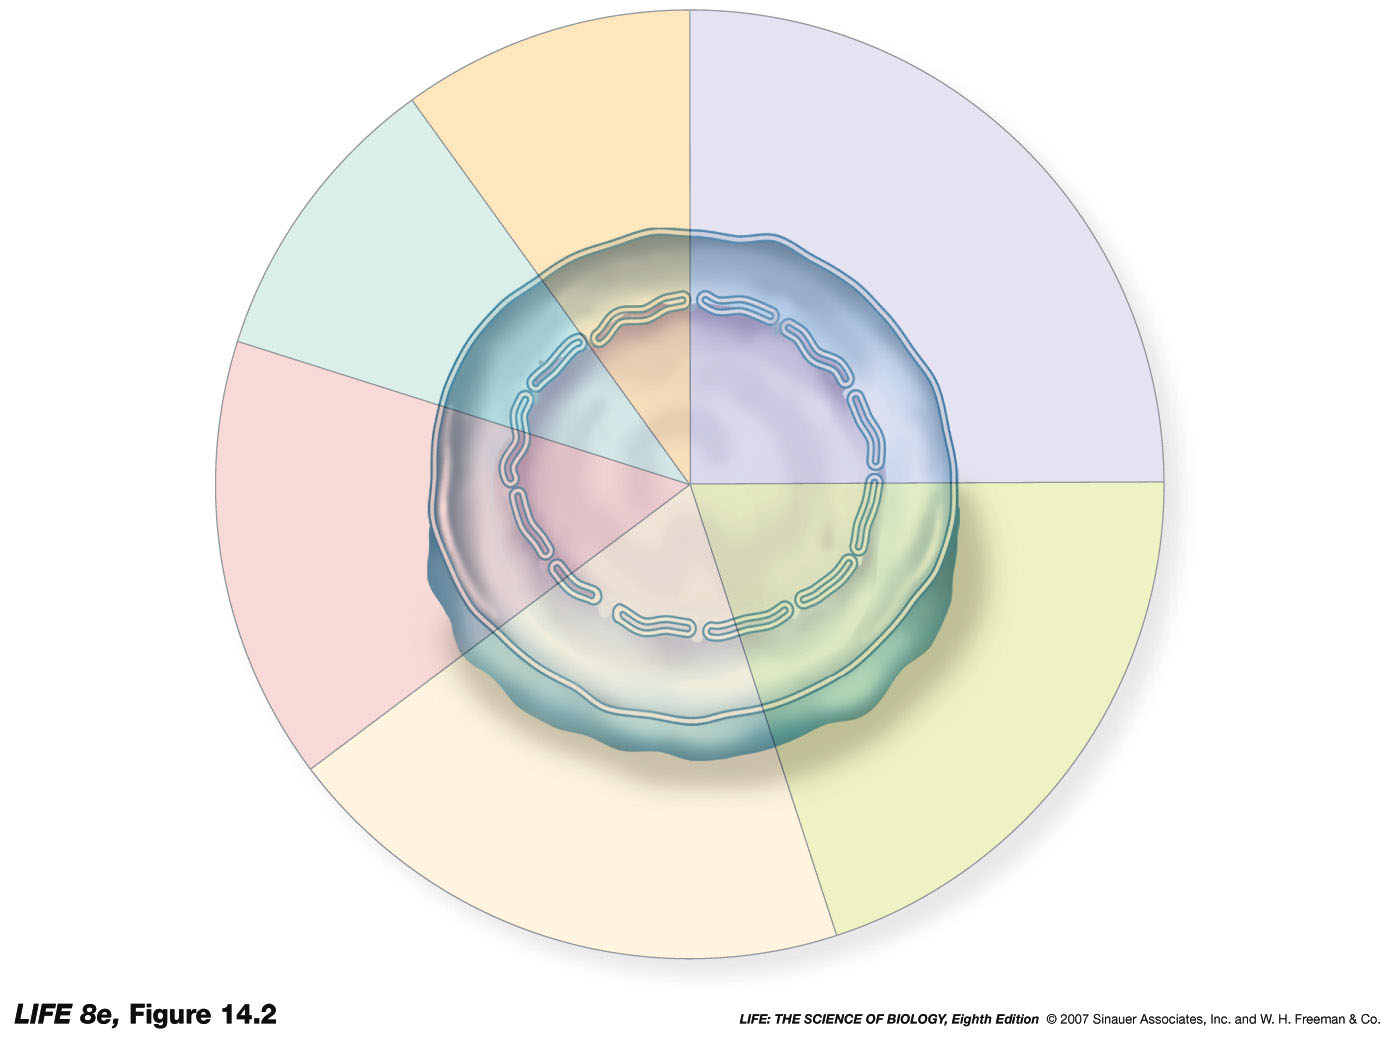 LIFE 8e, Figure 14.2
LIFE: THE SCIENCE OF BIOLOGY, Eighth Edition © 2007 Sinauer Associates, Inc. and W. H. Freeman & Co.